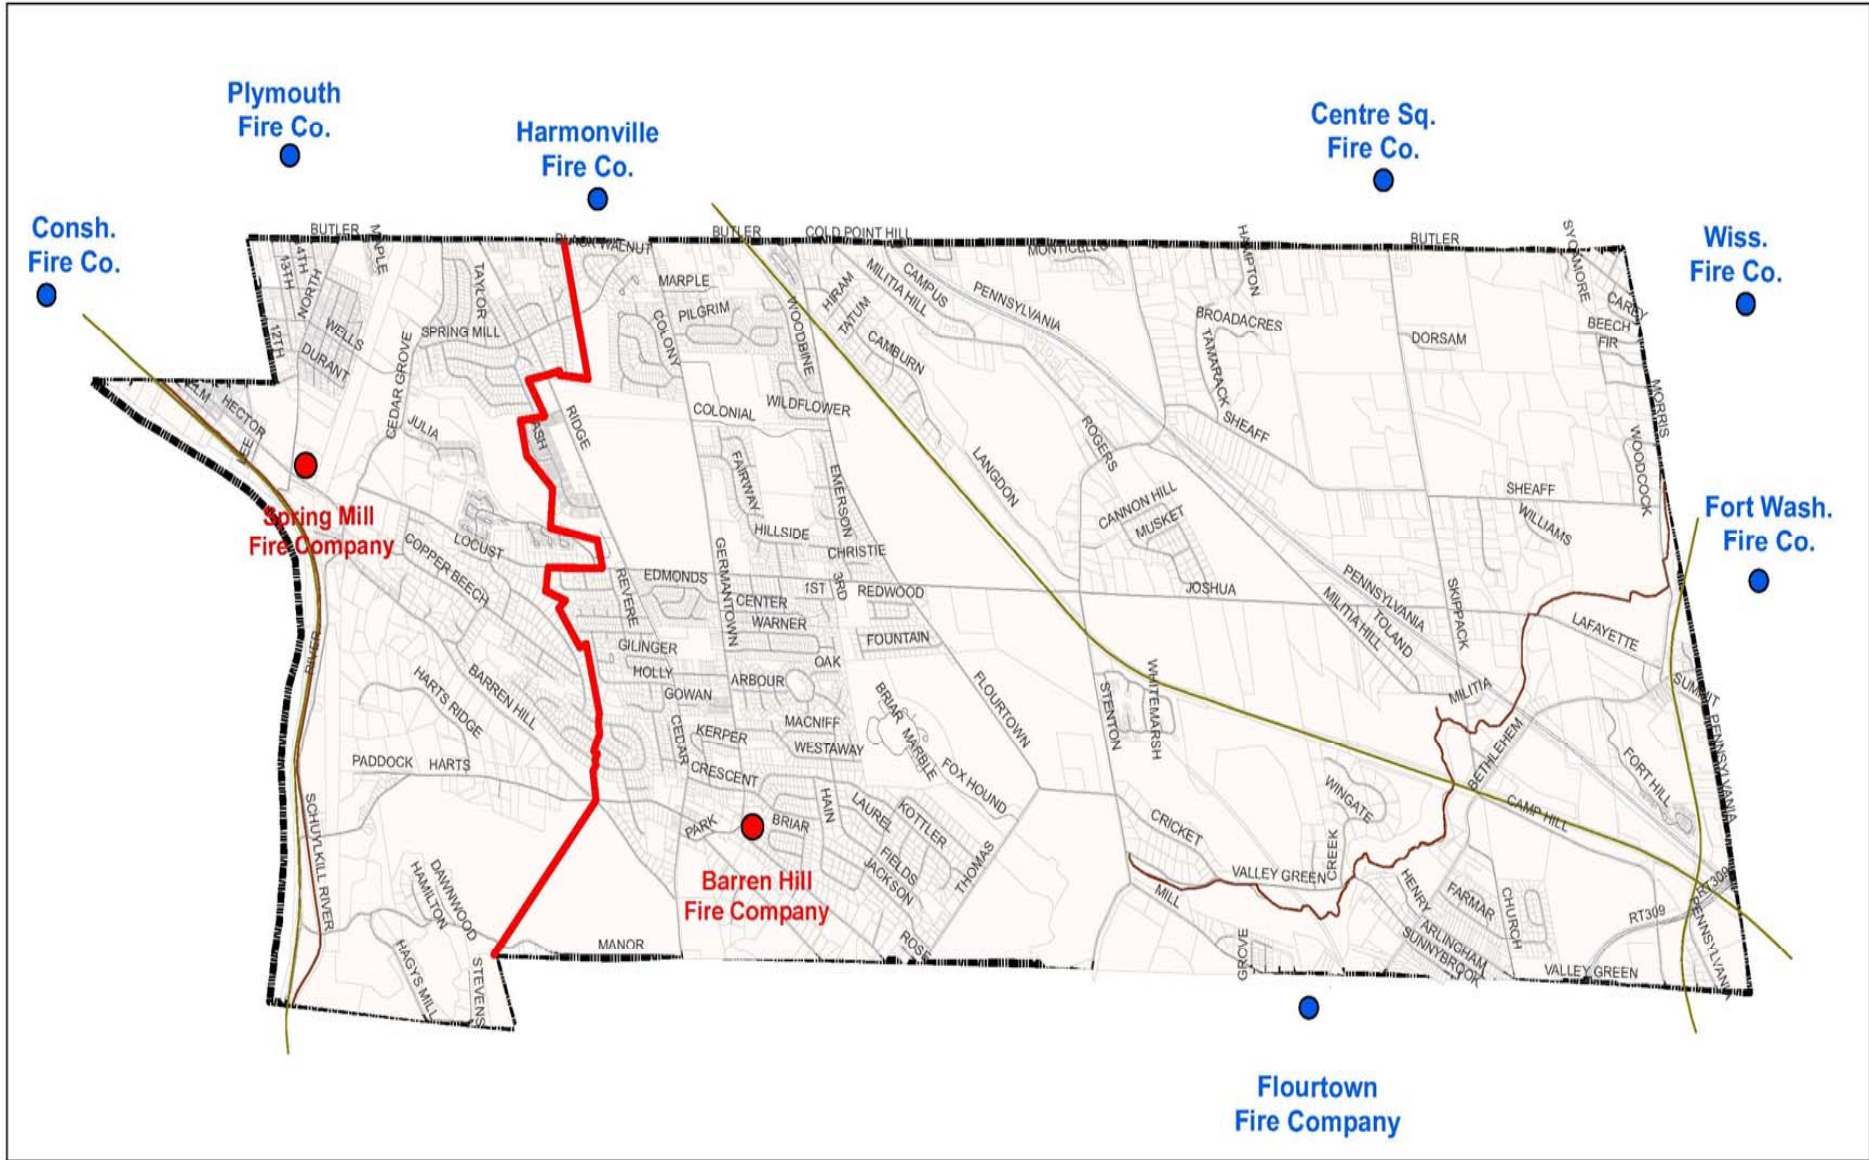 Plymouth
Fire Co.
Harmonville
Fire Co.
Centre Sq.
Fire Co.
Consh.
Fire Co.
Wiss.
Fire Co.
Fort Wash.
Fire Co.
Spring Mill
Fire Company
Barren Hill
Fire Company
Flourtown
Fire Company
BUTLER
MAPLE
BLACK WALNUT
BUTLER
COLD POINT HILL
MONTICELLO
HAMPTON
BUTLER
SYCAMORE
14TH
13TH
NORTH
12TH
WELLS
DURANT
TAYLOR
SPRING MILL
CEDAR GROVE
MARPLE
PILGRIM
COLONY
WOODBINE
HIRAM
TATUM
MILITIA HILL
CAMPUS
PENNSYLVANIA
CAMBURN
BROADACRES
TAMARACK
DORSAM
CAREY
BEECH
FIR
MORRIS
WOODCOCK
ELM
HECTOR
LEE
JULIA
ASH
RIDGE
COLONIAL
WILDFLOWER
FAIRWAY
EMERSON
LANGDON
ROGERS
SHEAFF
CANNON HILL
MUSKET
SHEAFF
WILLIAMS
LOCUST
COPPER BEECH
HILLSIDE
CHRISTIE
EDMONDS
REVERE
GERMANTOWN
1ST
3RD
REDWOOD
CENTER
WARNER
FOUNTAIN
JOSHUA
PENNSYLVANIA
TOLAND
MILITIA HILL
SKIPPACK
LAFAYETTE
RIVER
GILINGER
HOLLY
GOWAN
ARBOUR
OAK
HARTS RIDGE
BARREN HILL
CEDAR
KERPER
MACNIFF
WESTAWAY
BRIAR
MARBLE
FLOURTOWN
FOX HOUND
STENTON
WHITEMARSH
MILITIA
BETHLEHEM
SUMMIT
PENNSYLVANIA
FORT HILL
PADDOCK
HARTS
CRESCENT
PARK
BRIAR
HAIN
LAUREL
KOTTLER
FIELDS
JACKSON
THOMAS
CRICKET
WINGATE
CREEK
CAMP HILL
SCHUYLKILL RIVER
DAWNWOOD
HAMILTON
HAGYS MILL
STEVENS
MANOR
ROSE
VALLEY GREEN
MILL
GROVE
HENRY
FARMAR
CHURCH
ARLINGHAM
SUNNYBROOK
VALLEY GREEN
RT309
RT309
PENNSYLVANIA